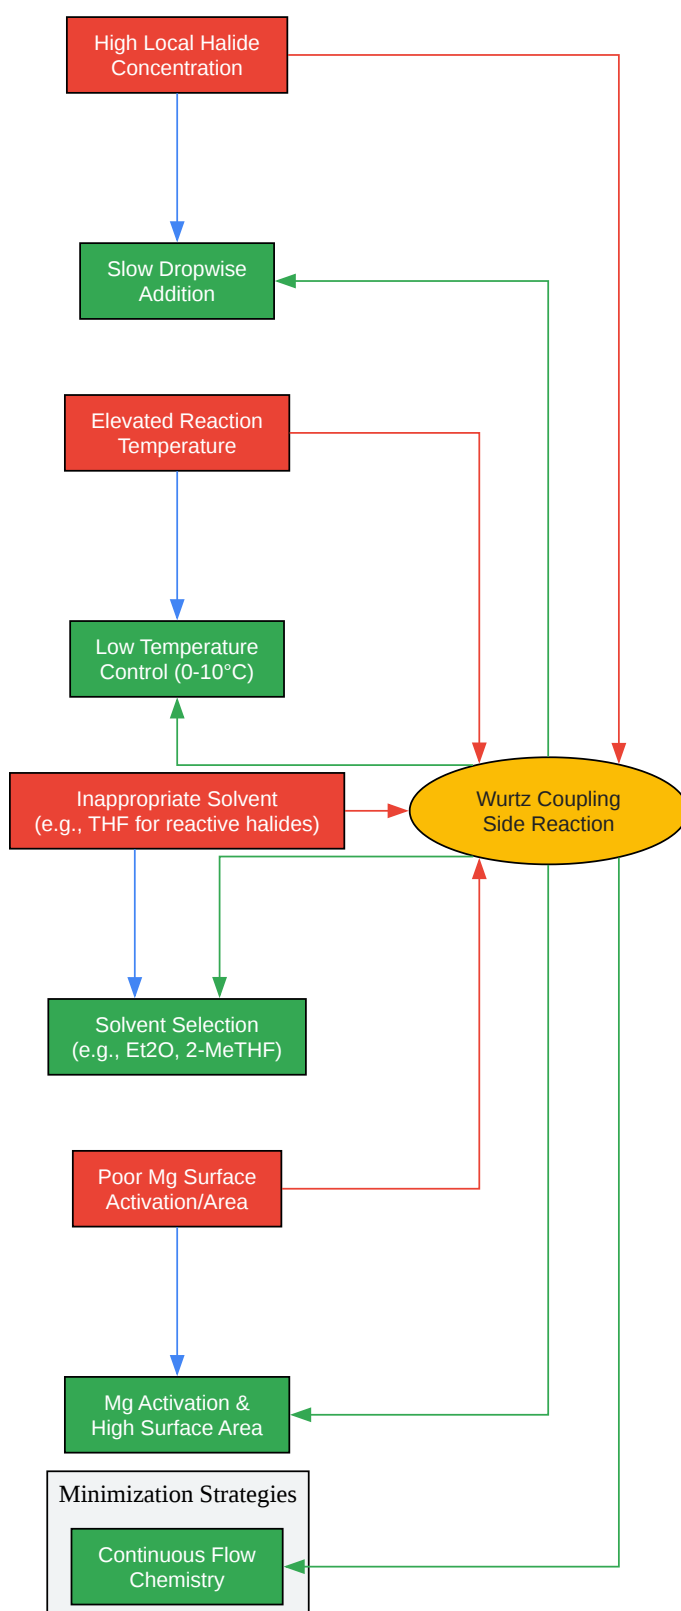 High Local Halide
Concentration
Slow Dropwise
Addition
Elevated Reaction
Temperature
Low Temperature
Control (0-10°C)
Inappropriate Solvent
(e.g., THF for reactive halides)
Wurtz Coupling
Side Reaction
Solvent Selection
(e.g., Et2O, 2-MeTHF)
Poor Mg Surface
Activation/Area
Mg Activation &
High Surface Area
Minimization Strategies
Continuous Flow
Chemistry